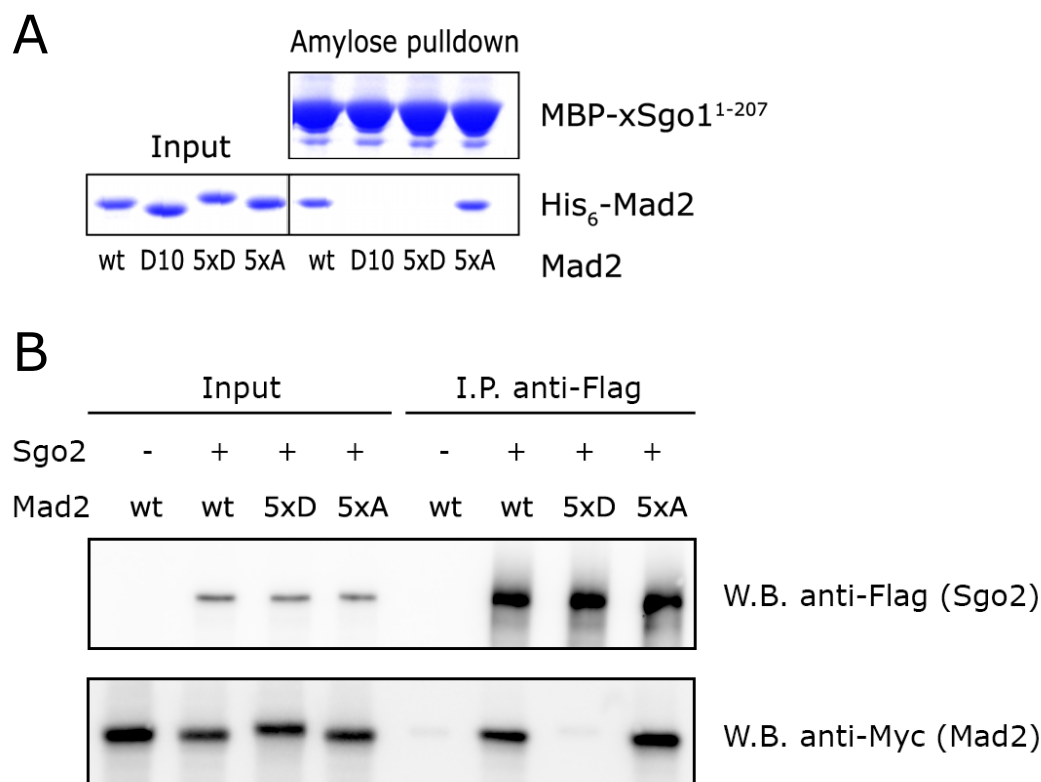 A
Amylose pulldown
MBP-xSgo1¹⁻²⁰⁷
Input
His₆-Mad2
wt D10 5xD 5xA wt D10 5xD 5xA Mad2
B
Input I.P. anti-Flag
Sgo2 - + + + - + + +
Mad2 wt wt 5xD 5xA wt wt 5xD 5xA
W.B. anti-Flag (Sgo2)
W.B. anti-Myc (Mad2)